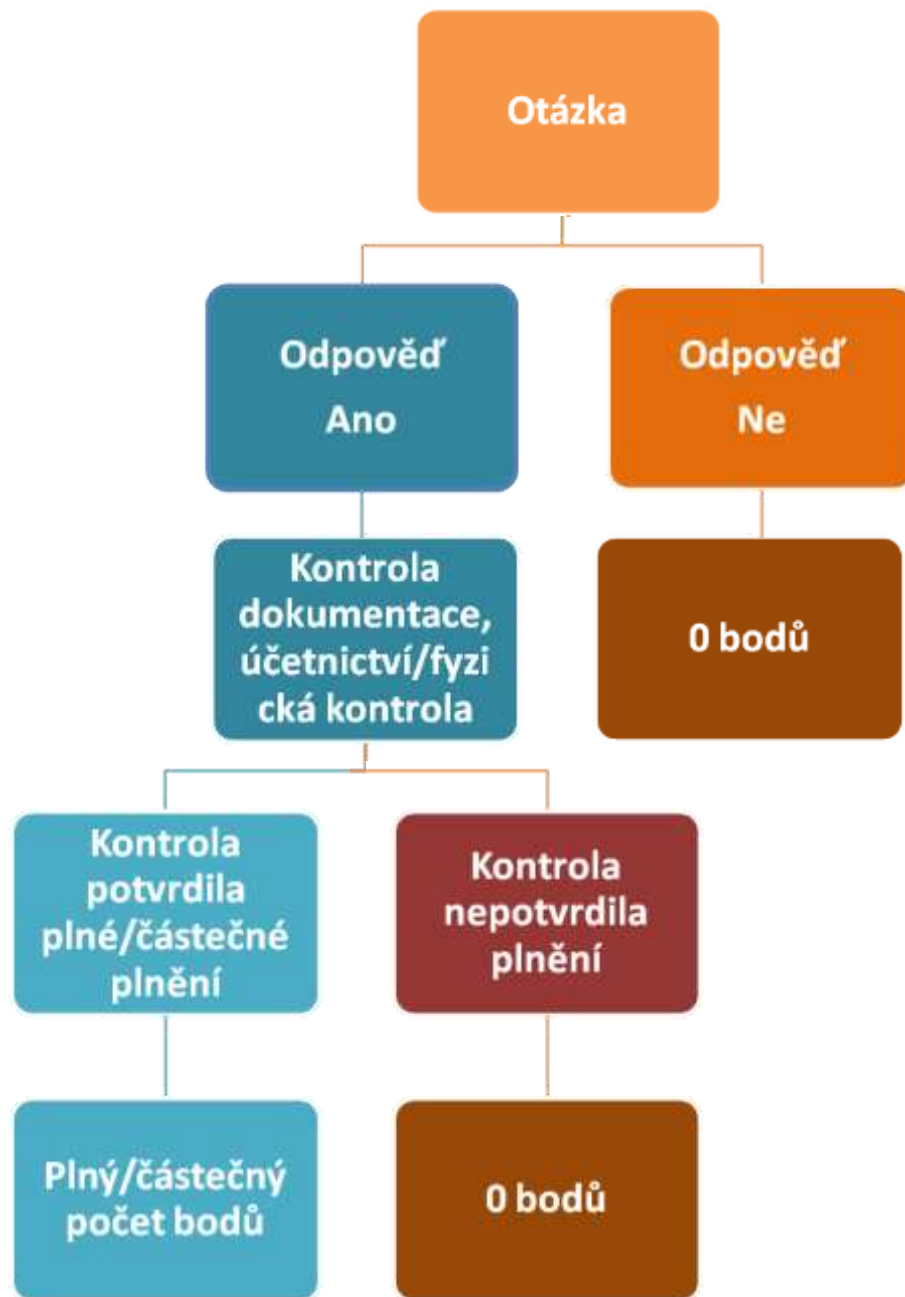 Otázka
Odpověď
Ano
Odpověď
Ne
Kontrola
dokumentace,
účetnictví/fyzi
cká kontrola
0 bodů
Kontrola
potvrdila
plné/částečné
plnění
Kontrola
nepotvrdila
plnění
Plný/částečný
počet bodů
0 bodů